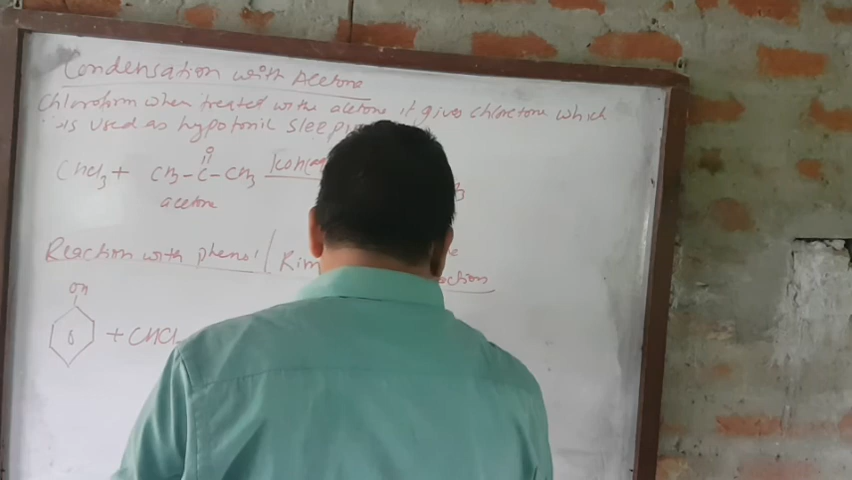 Condensation with Acetone
Chloroform when treated with acetone it gives chloretone which
is used as hypotonic sleep
O
CHCl3 + CH3-C-CH3
acetone
Reaction with phenol / Rim
OH
+ CHCl